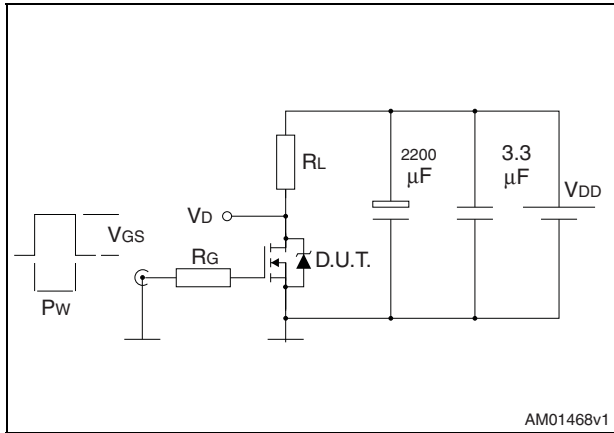 RL
2200
μF
3.3
μF
VDD
VD
VGS
RG
D.U.T.
PW
AM01468v1